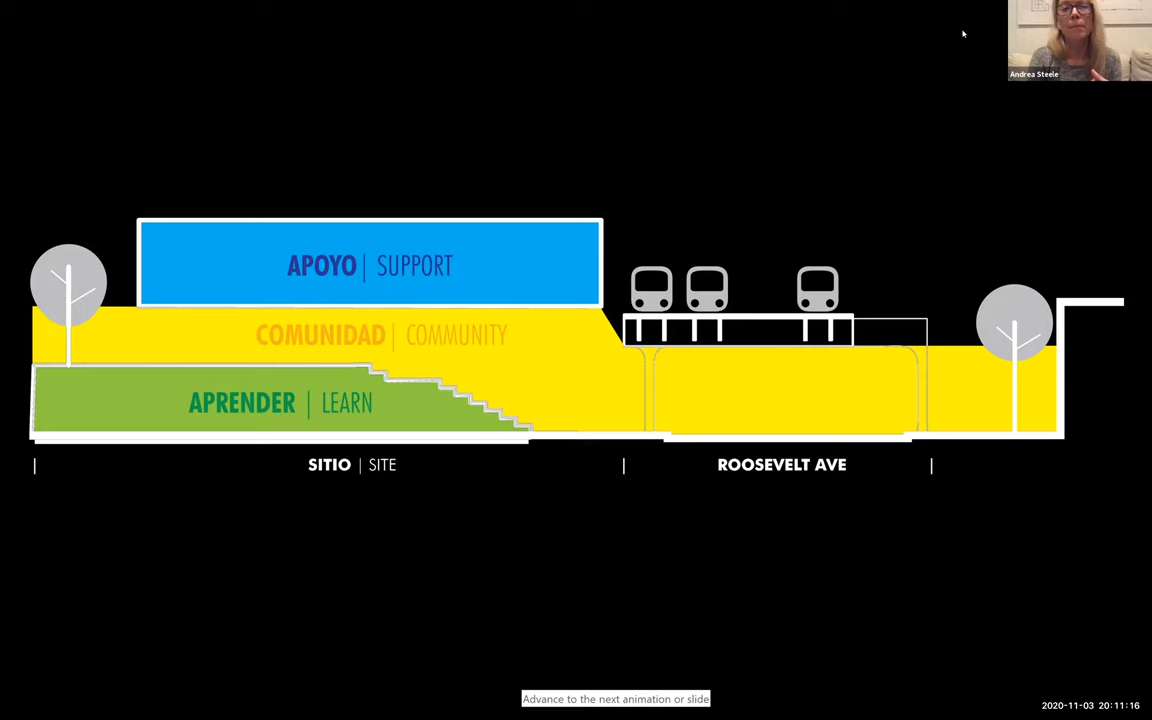 Andrea Steele
APOYO | SUPPORT
COMUNIDAD | COMMUNITY
APRENDER | LEARN
SITIO | SITE
ROOSEVELT AVE
Advance to the next animation or slide
2020-11-03 20:11:16